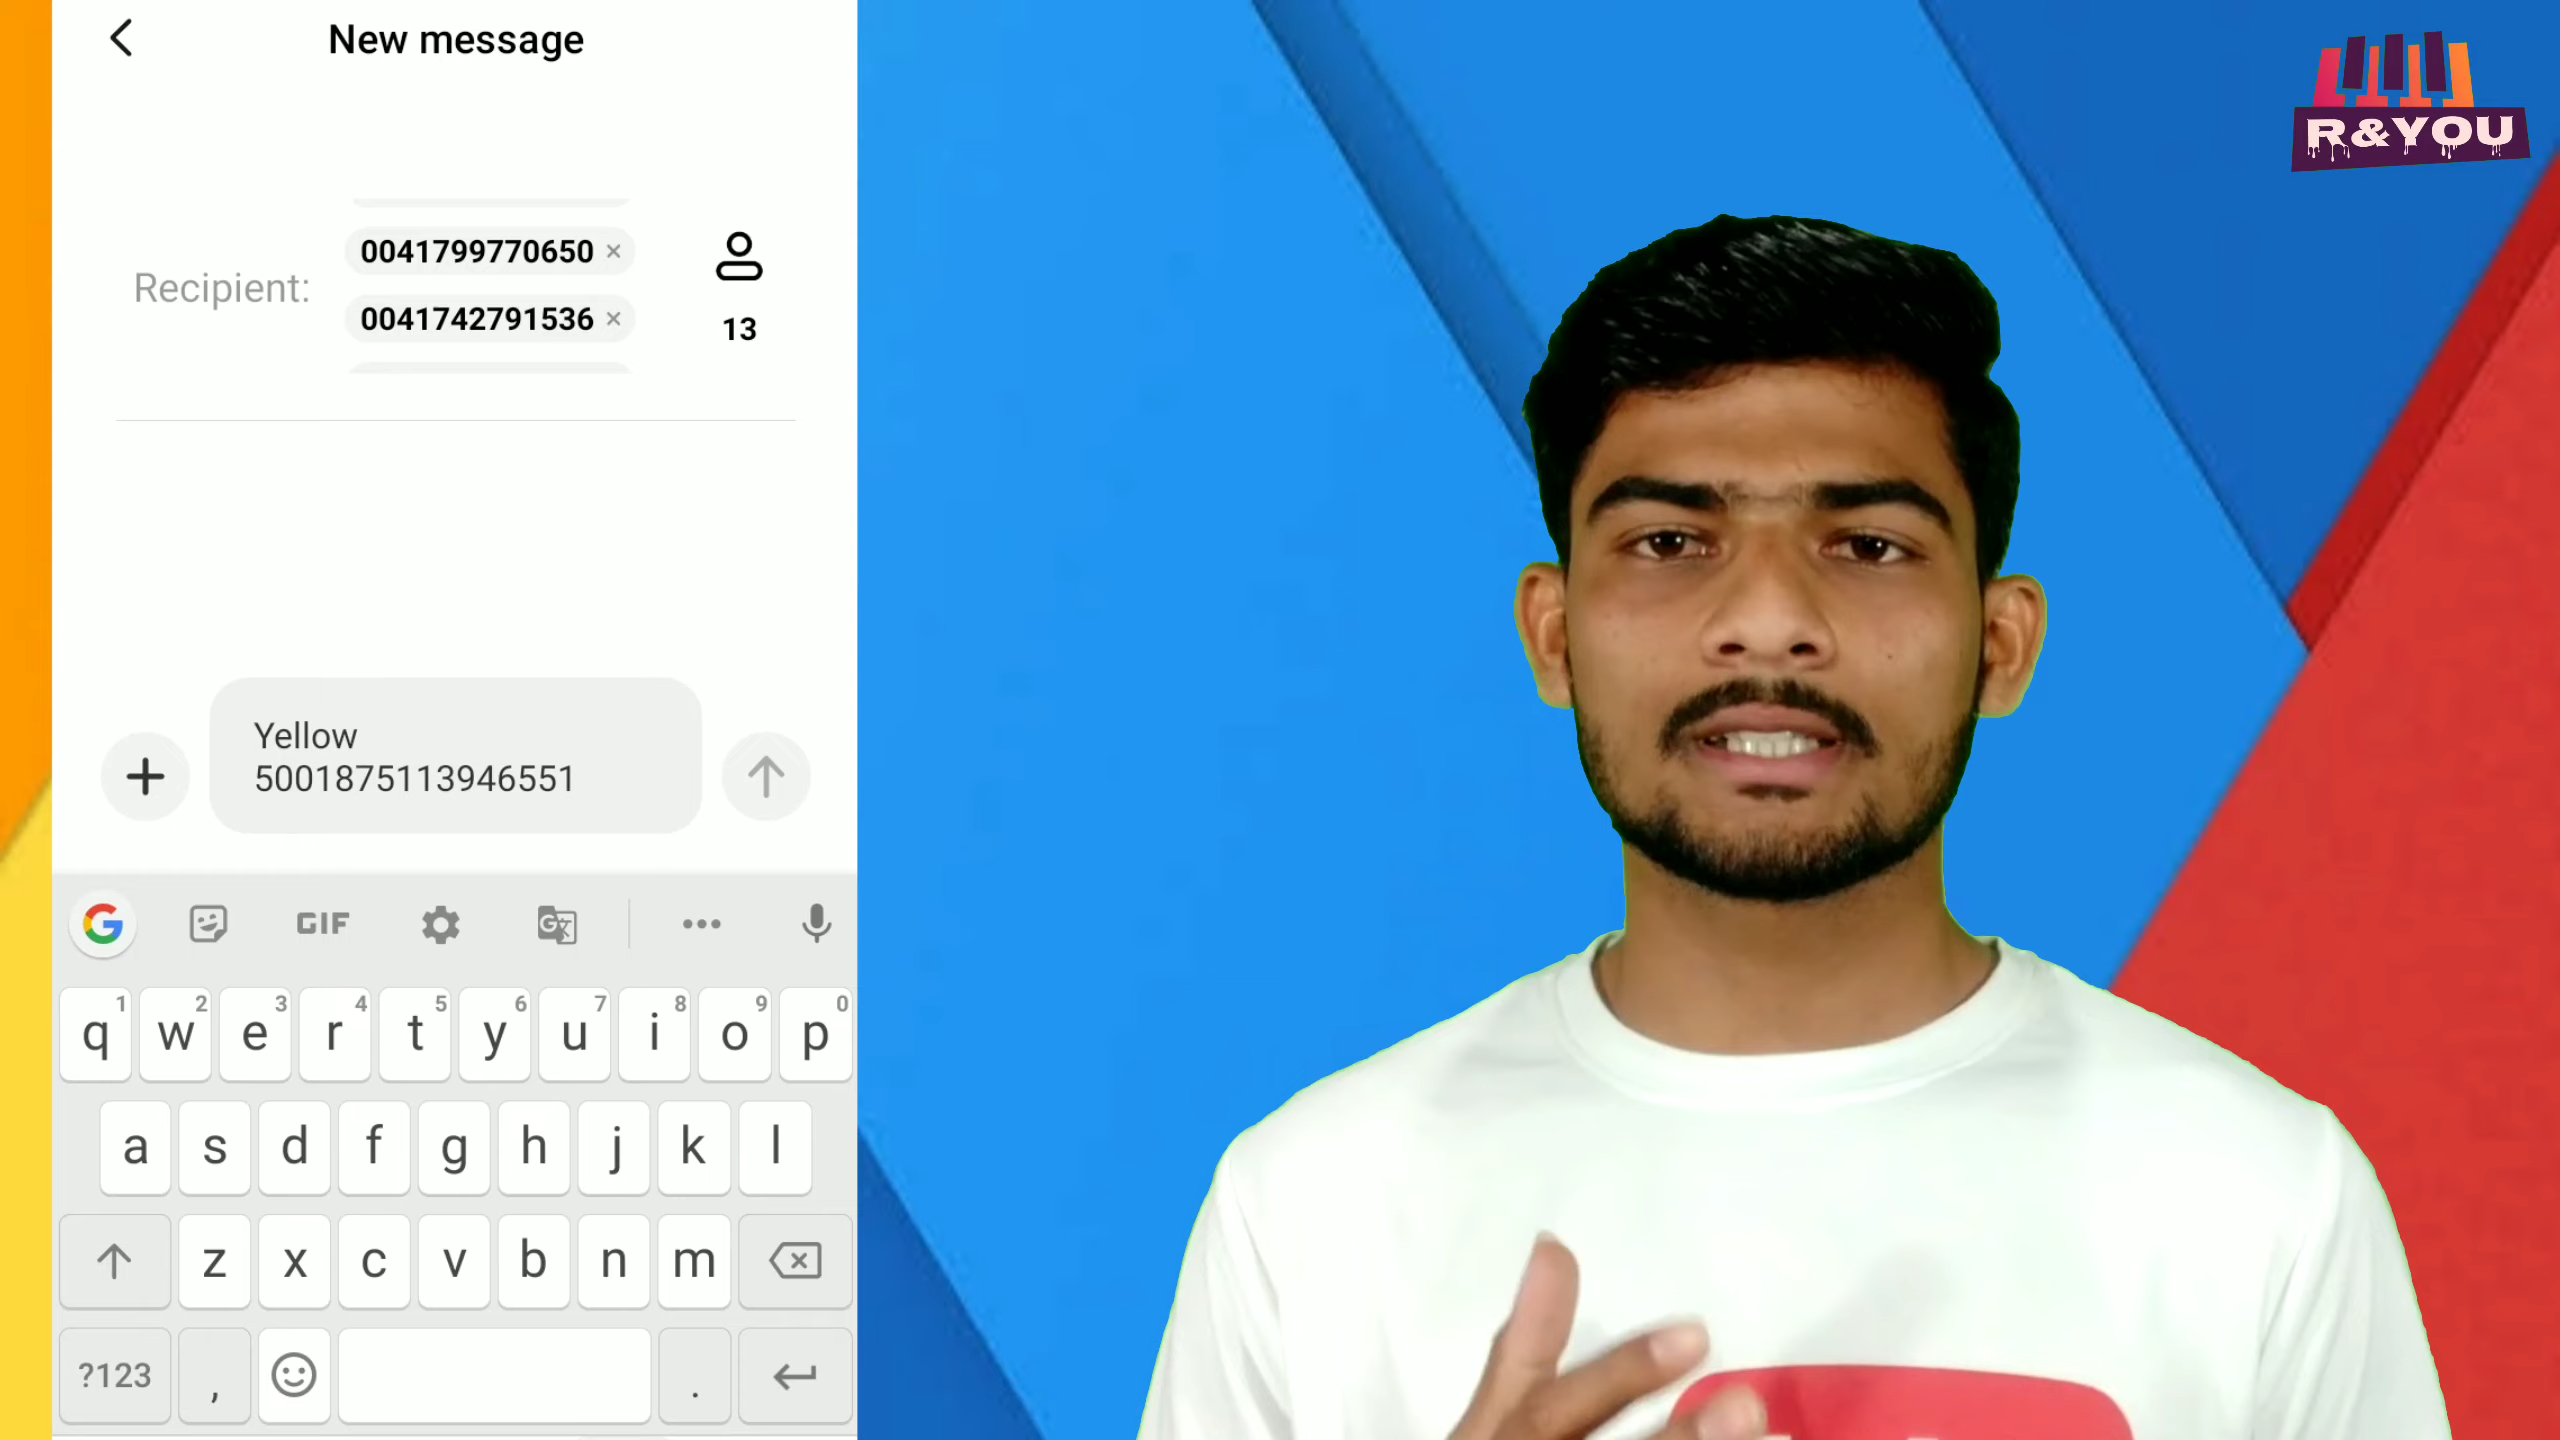 New message
R&YOU
Recipient:
0041799770650 ×
0041742791536 ×
13
Yellow
5001875113946551
G
GIF
G
1 2 3 4 5 6 7 8 9 0
q w e r t y u i o p
a s d f g h j k l
z x c v b n m
?123 , .